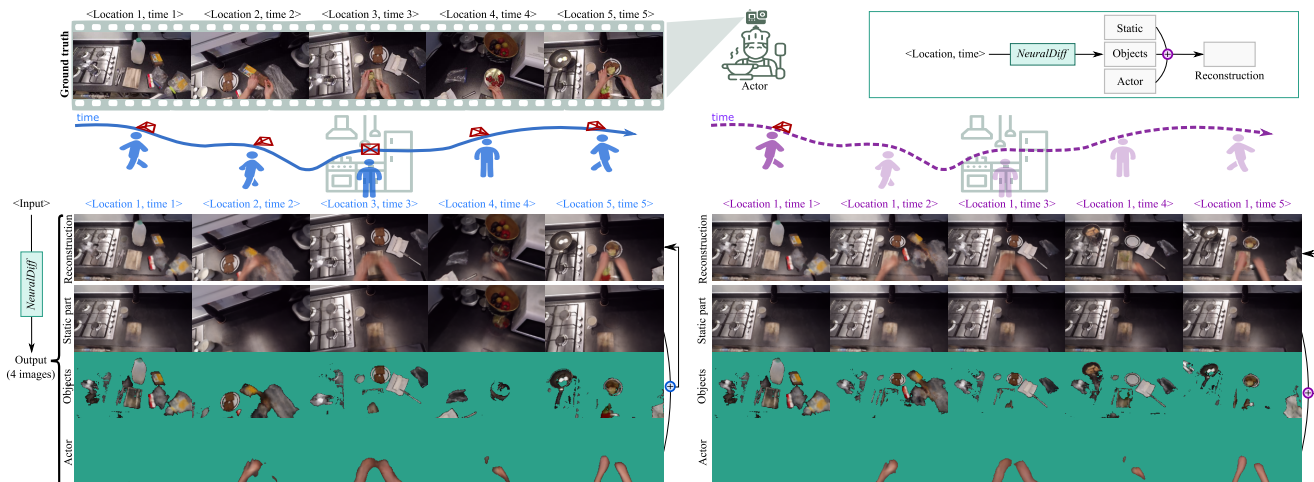 <Location 1, time 1> <Location 2, time 2> <Location 3, time 3> <Location 4, time 4> <Location 5, time 5>
Ground truth
Actor
<Location, time>
NeuralDiff
Static
Objects
Actor
Reconstruction
time
time
<Input>
NeuralDiff
Output
(4 images)
<Location 1, time 1> <Location 2, time 2> <Location 3, time 3> <Location 4, time 4> <Location 5, time 5>
Reconstruction
Static part
Objects
Actor
<Location 1, time 1> <Location 1, time 2> <Location 1, time 3> <Location 1, time 4> <Location 1, time 5>
Reconstruction
Static part
Objects
Actor